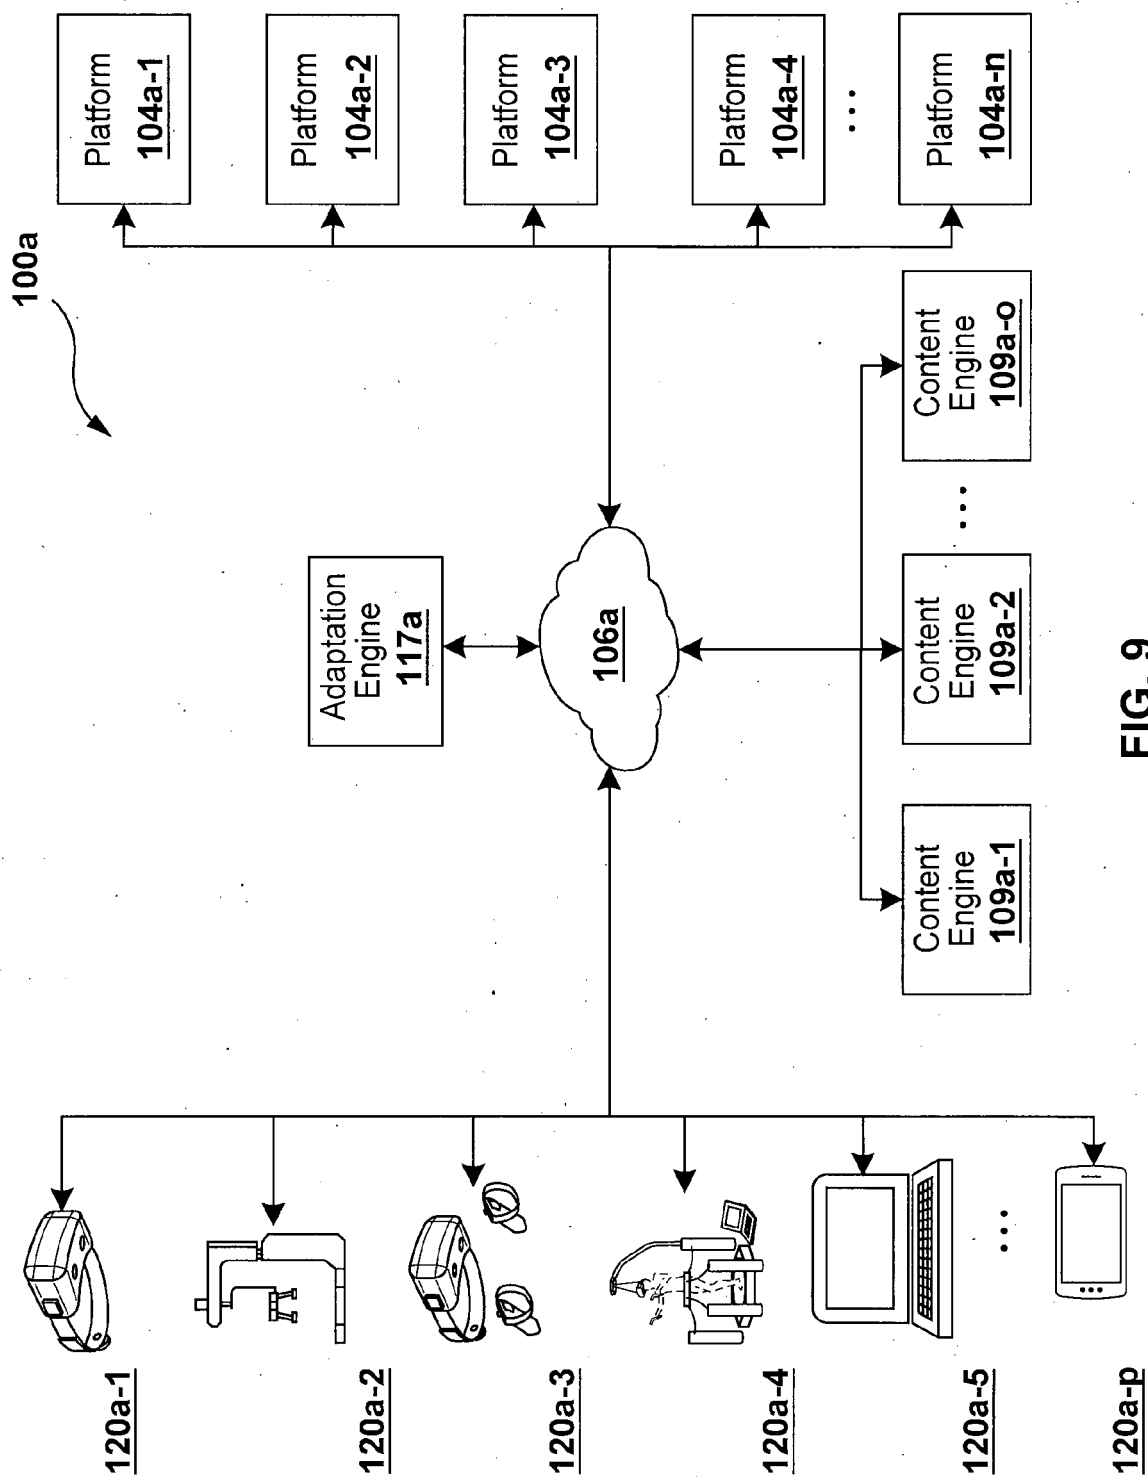 100a
Platform
104a-1
Platform
104a-2
Platform
104a-3
Platform
104a-4
...
Platform
104a-n
Adaptation
Engine
117a
106a
Content
Engine
109a-1
Content
Engine
109a-2
...
Content
Engine
109a-o
120a-1
120a-2
120a-3
120a-4
120a-5
...
120a-p
FIG. 9